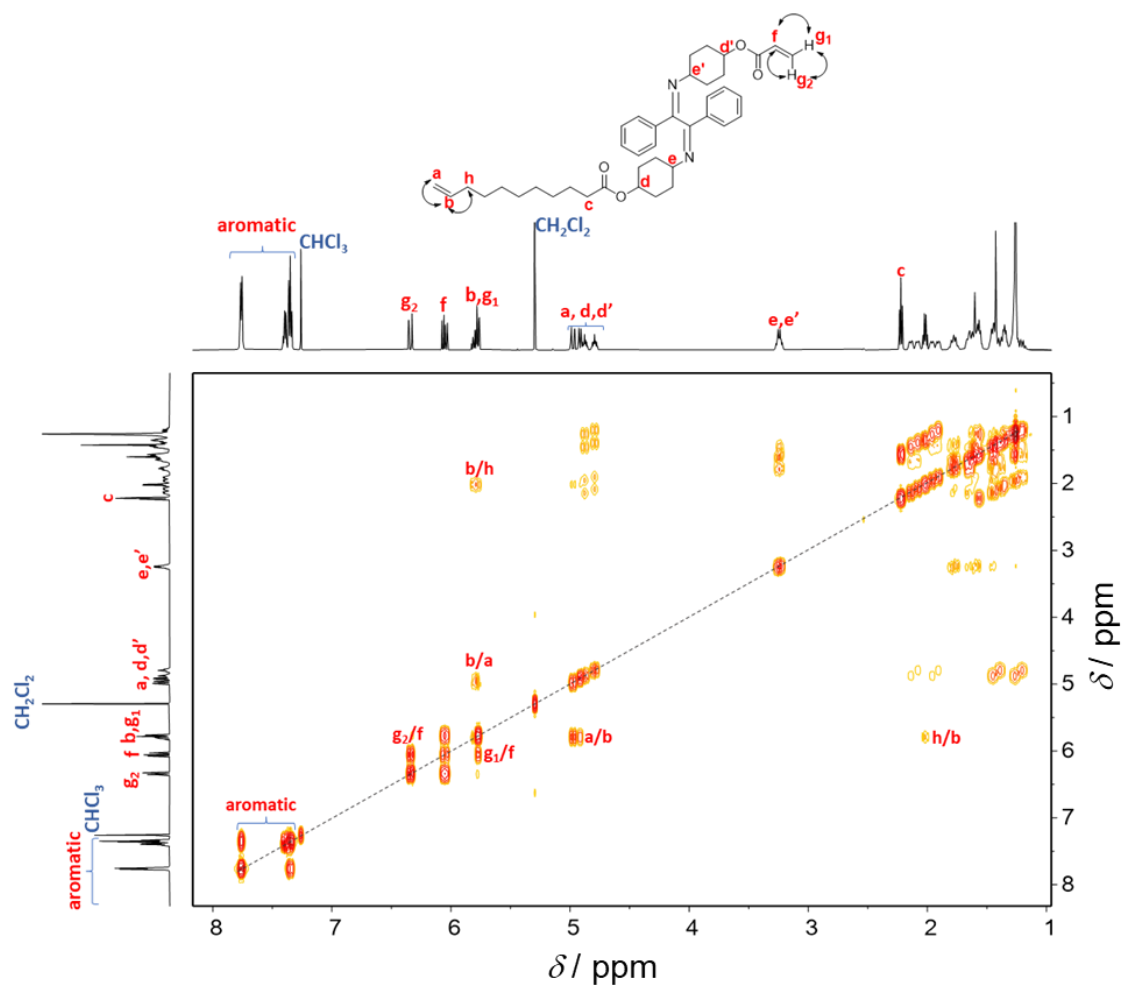 d'
O
f
H
g1
O
H
g2
e'
N
N
e
a
h
O
b
c
O
d
aromatic
CHCl3
CH2Cl2
c
g2
f
b,g1
a, d,d'
e,e'
1
b/h
2
c
3
e,e'
4
b/a
a, d,d'
5
CH2Cl2
b,g1
g2/f
g1/f
a/b
h/b
f
6
g2
aromatic
7
CHCl3
aromatic
8
δ / ppm
8
7
6
5
4
3
2
1
δ / ppm